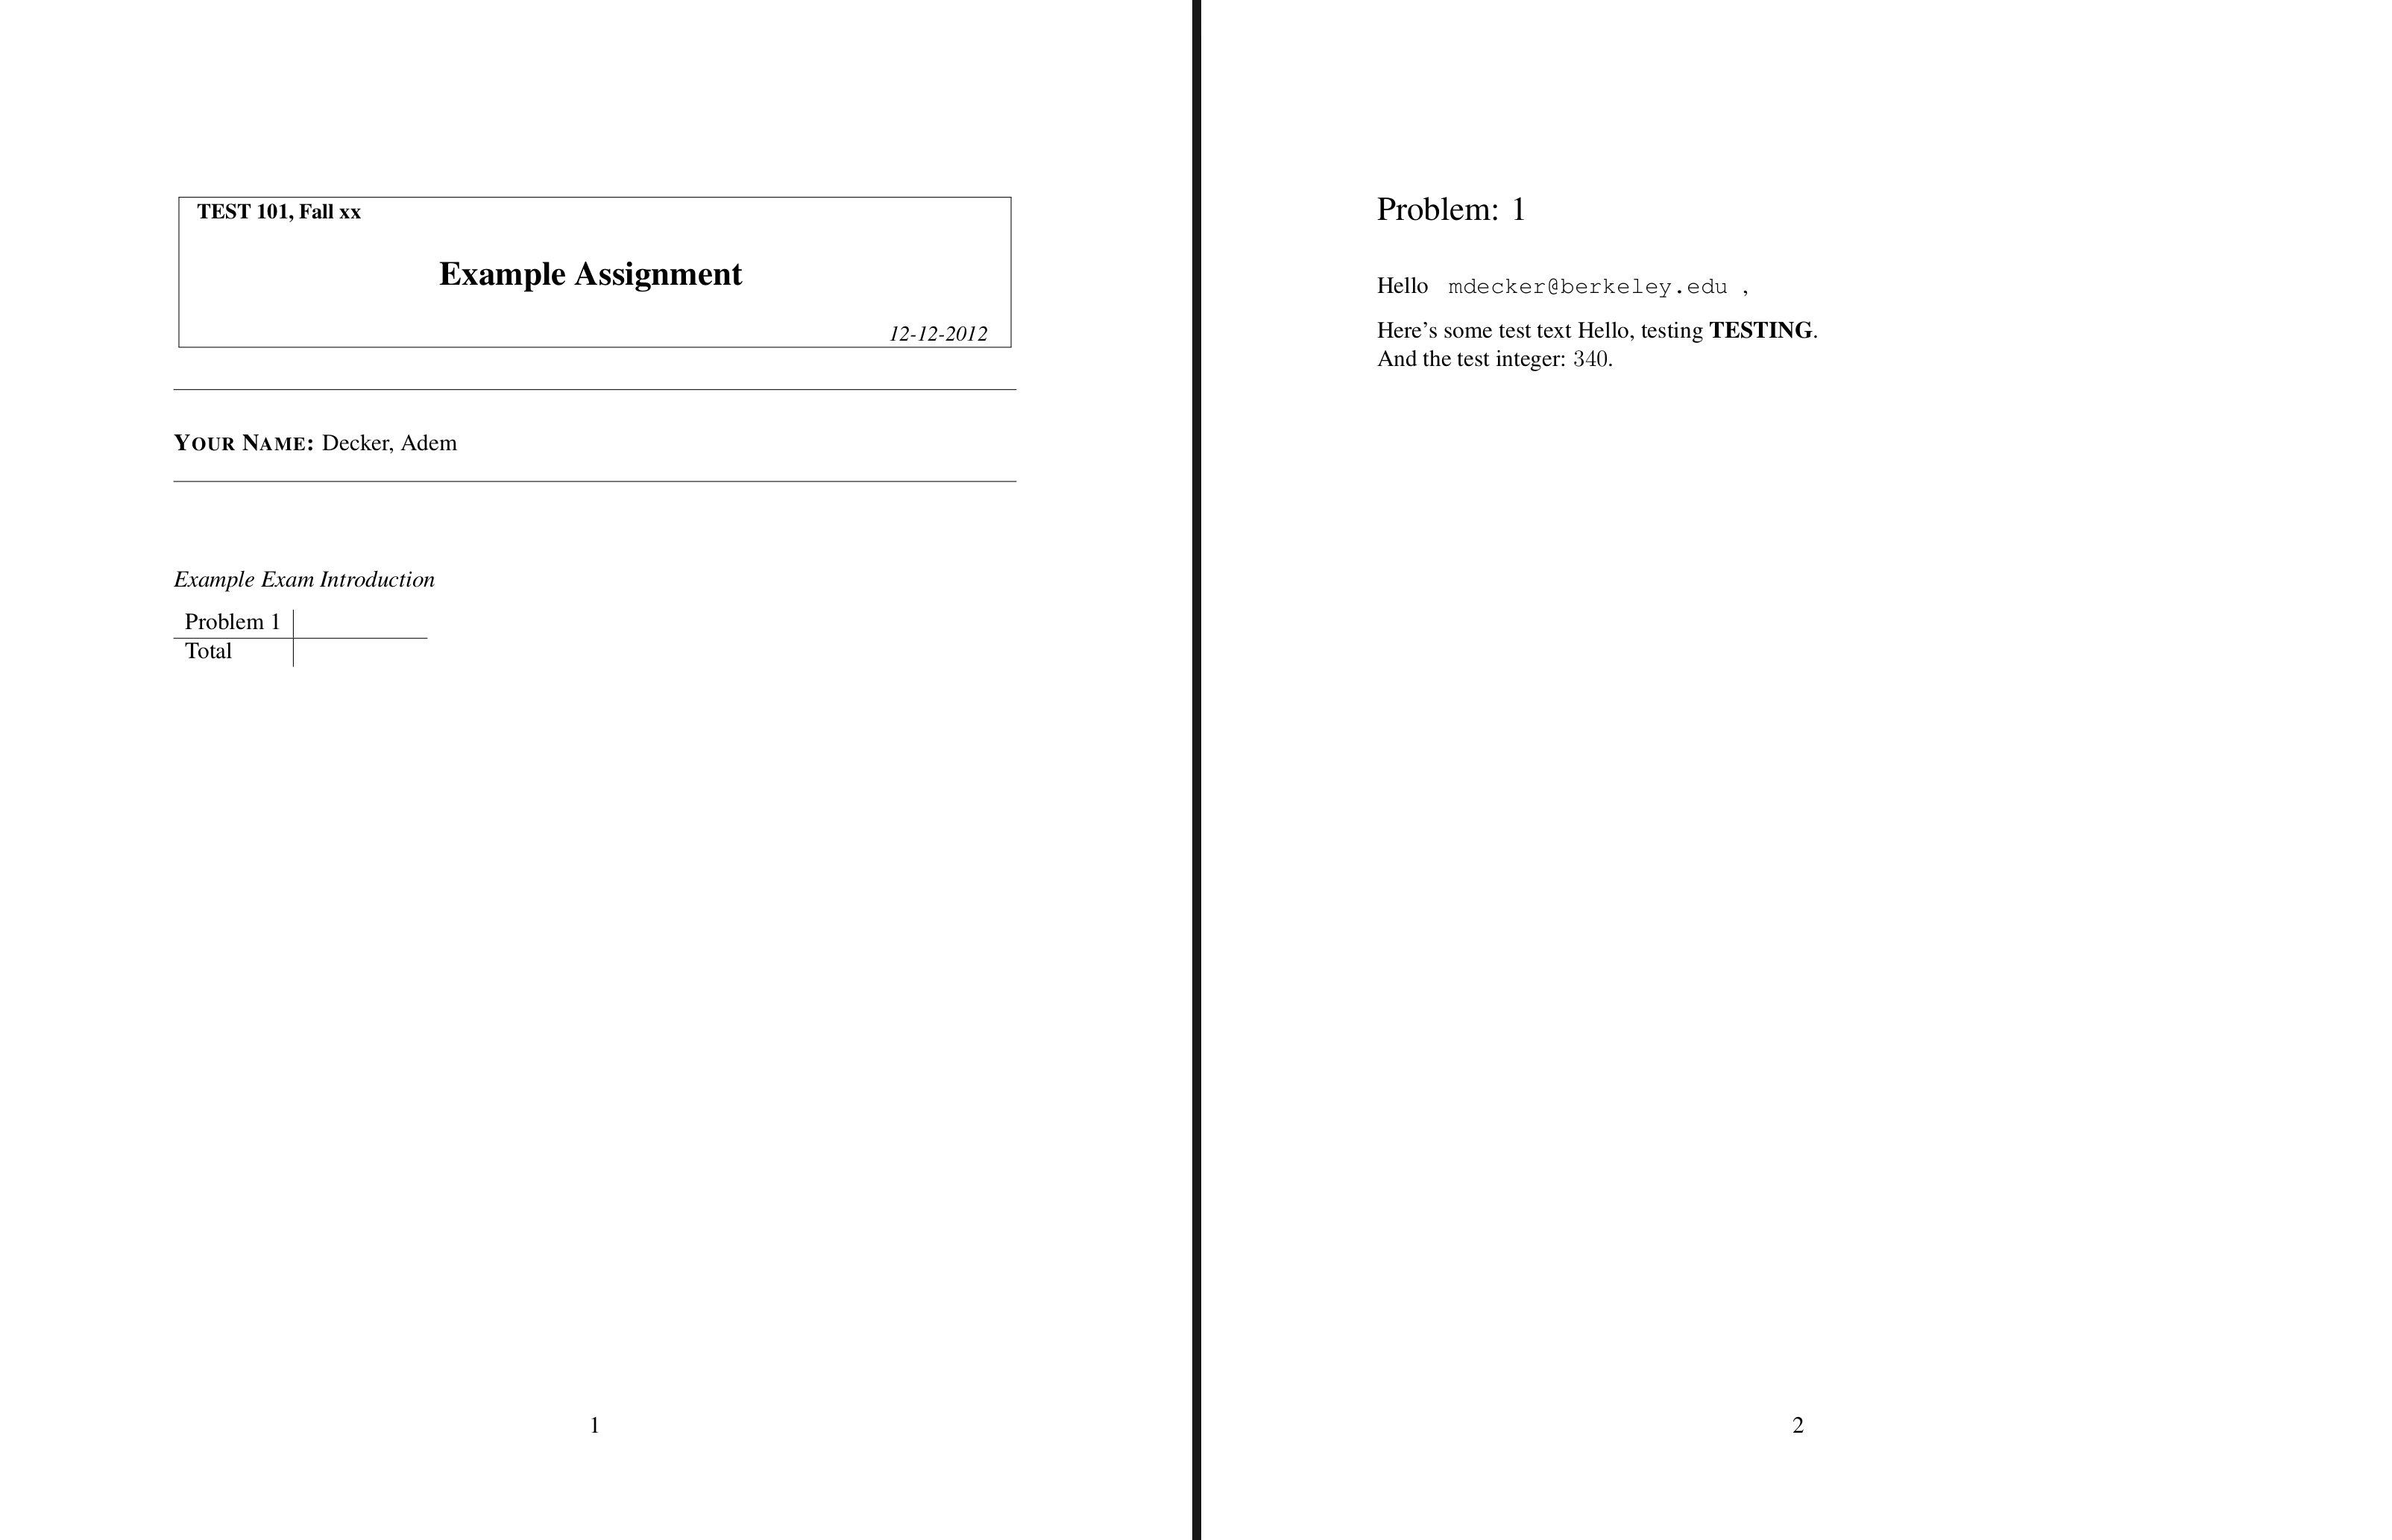 TEST 101, Fall xx
Example Assignment
12-12-2012
YOUR NAME: Decker, Adem
Example Exam Introduction
Problem 1
Total
1
Problem: 1
Hello mdecker@berkeley.edu ,
Here's some test text Hello, testing TESTING.
And the test integer: 340.
2